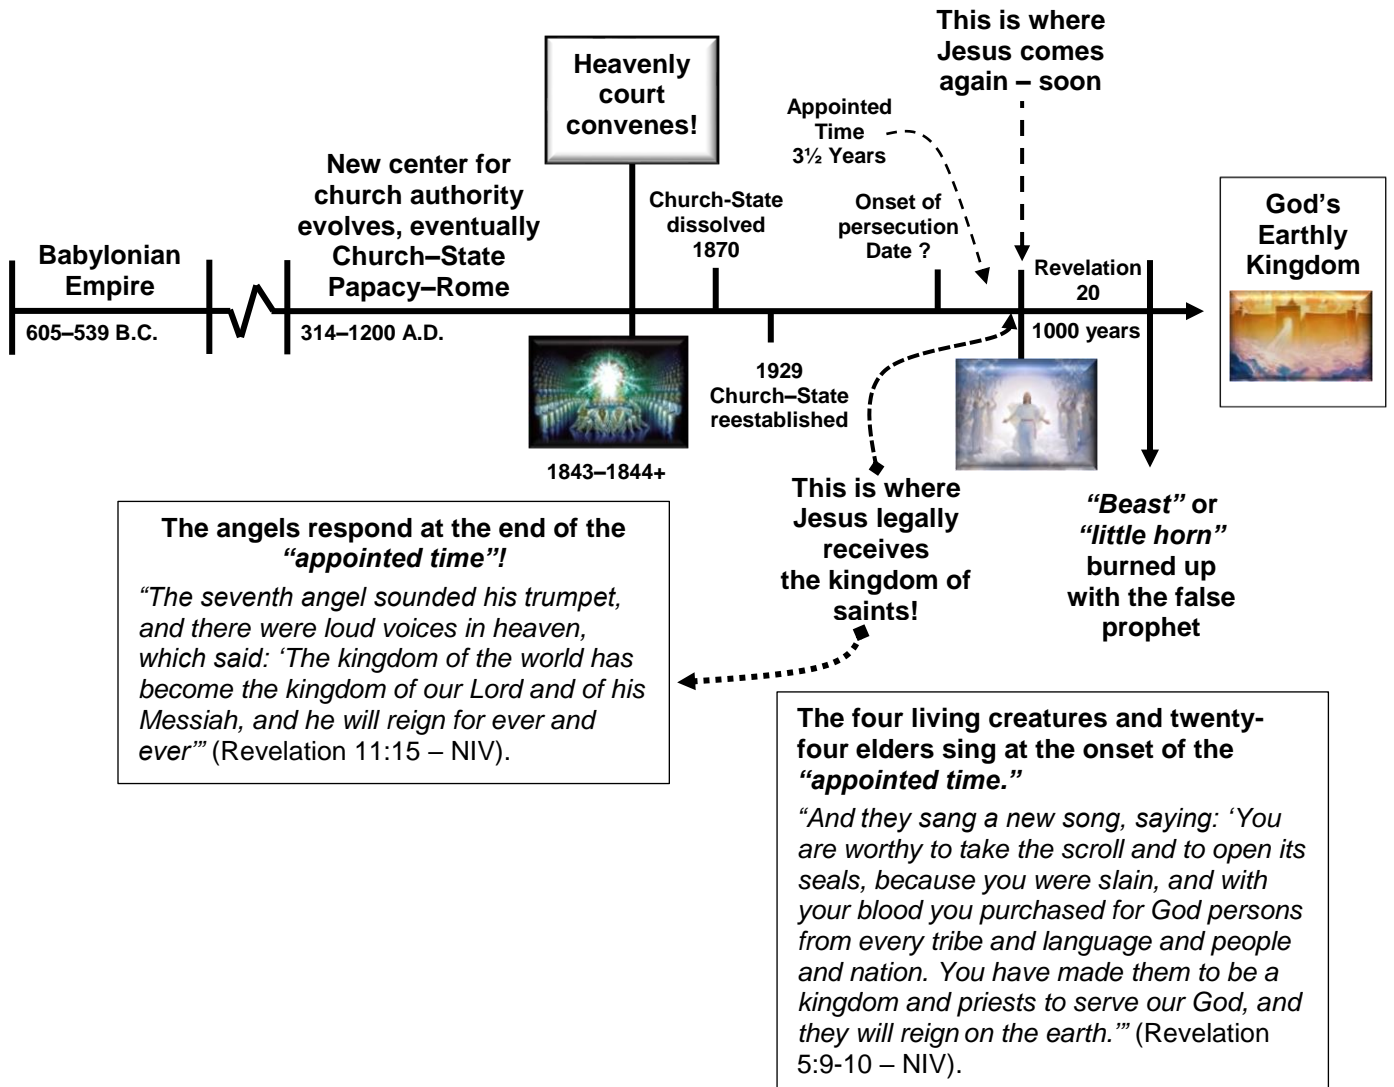 This is where
Jesus comes
again – soon
Heavenly
court
convenes!
Appointed
Time
3½ Years
New center for
church authority
evolves, eventually
Church–State
Papacy–Rome
Church-State
dissolved
1870
Onset of
persecution
Date ?
God's
Earthly
Kingdom
Babylonian
Empire
Revelation
20
605–539 B.C.
314–1200 A.D.
1000 years
1929
Church–State
reestablished
1843–1844+
This is where
Jesus legally
receives
the kingdom of
saints!
“Beast” or
“little horn”
burned up
with the false
prophet
The angels respond at the end of the
“appointed time”!
“The seventh angel sounded his trumpet,
and there were loud voices in heaven,
which said: ‘The kingdom of the world has
become the kingdom of our Lord and of his
Messiah, and he will reign for ever and
ever’” (Revelation 11:15 – NIV).
The four living creatures and twenty-
four elders sing at the onset of the
“appointed time.”
“And they sang a new song, saying: ‘You
are worthy to take the scroll and to open its
seals, because you were slain, and with
your blood you purchased for God persons
from every tribe and language and people
and nation. You have made them to be a
kingdom and priests to serve our God, and
they will reign on the earth.’” (Revelation
5:9-10 – NIV).